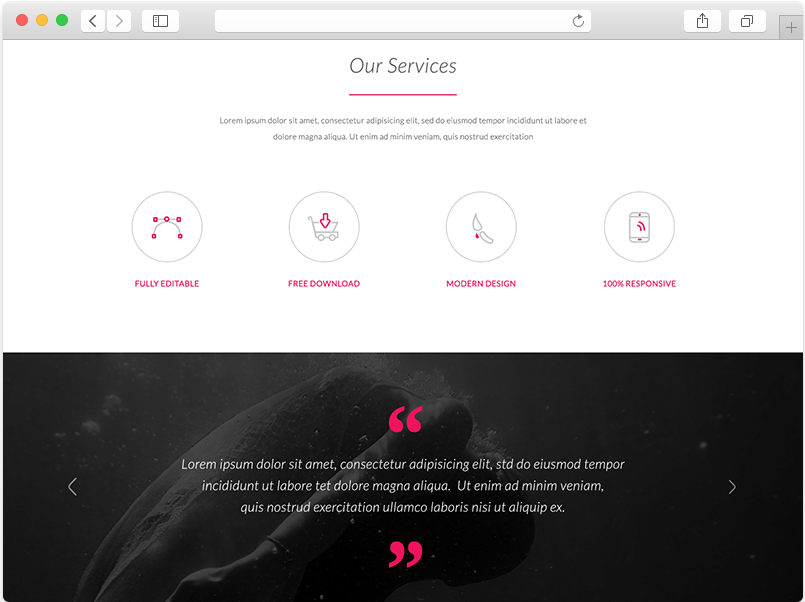 Our Services
Lorem ipsum dolor sit amet, consectetur adipisicing elit, sed do eiusmod tempor incididunt ut labore et
dolore magna aliqua. Ut enim ad minim veniam, quis nostrud exercitation
FULLY EDITABLE
FREE DOWNLOAD
MODERN DESIGN
100% RESPONSIVE
“
Lorem ipsum dolor sit amet, consectetur adipisicing elit, std do eiusmod tempor
incididunt ut labore tet dolore magna aliqua. Ut enim ad minim veniam,
quis nostrud exercitation ullamco laboris nisi ut aliquip ex.
”